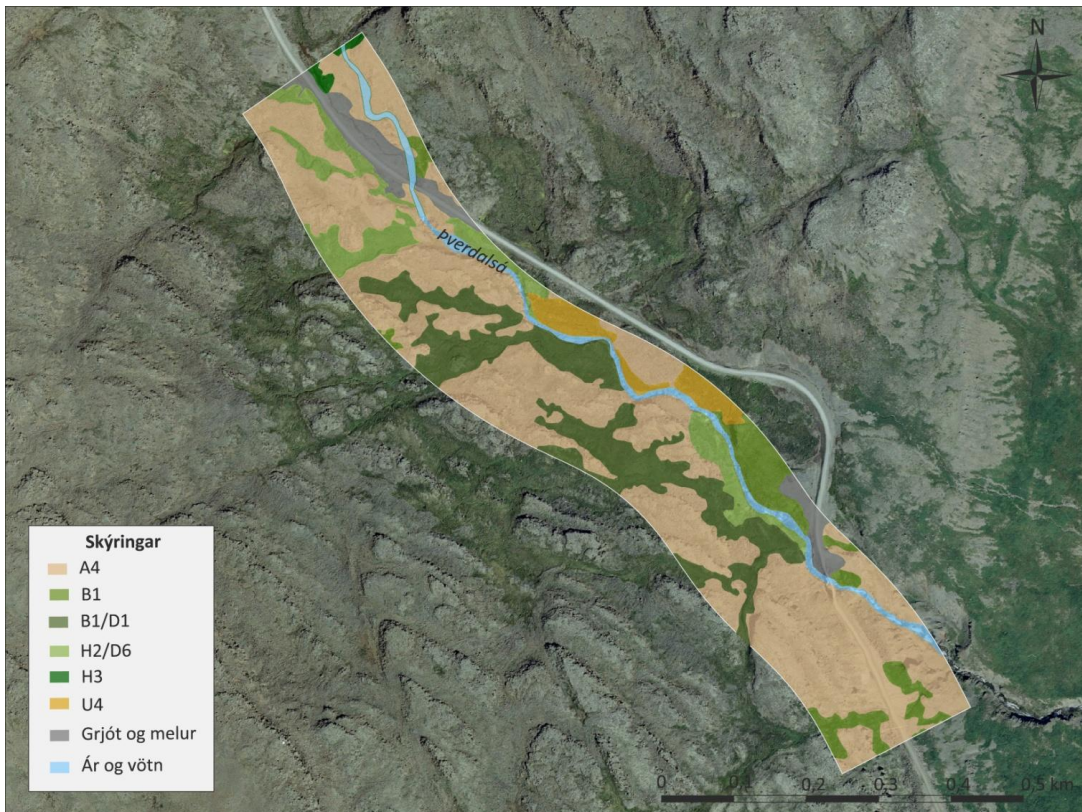 N
Þverdalsá
Skýringar
A4
B1
B1/D1
H2/D6
H3
U4
Grjót og melur
Ár og vötn
0 0,1 0,2 0,3 0,4 0,5 km